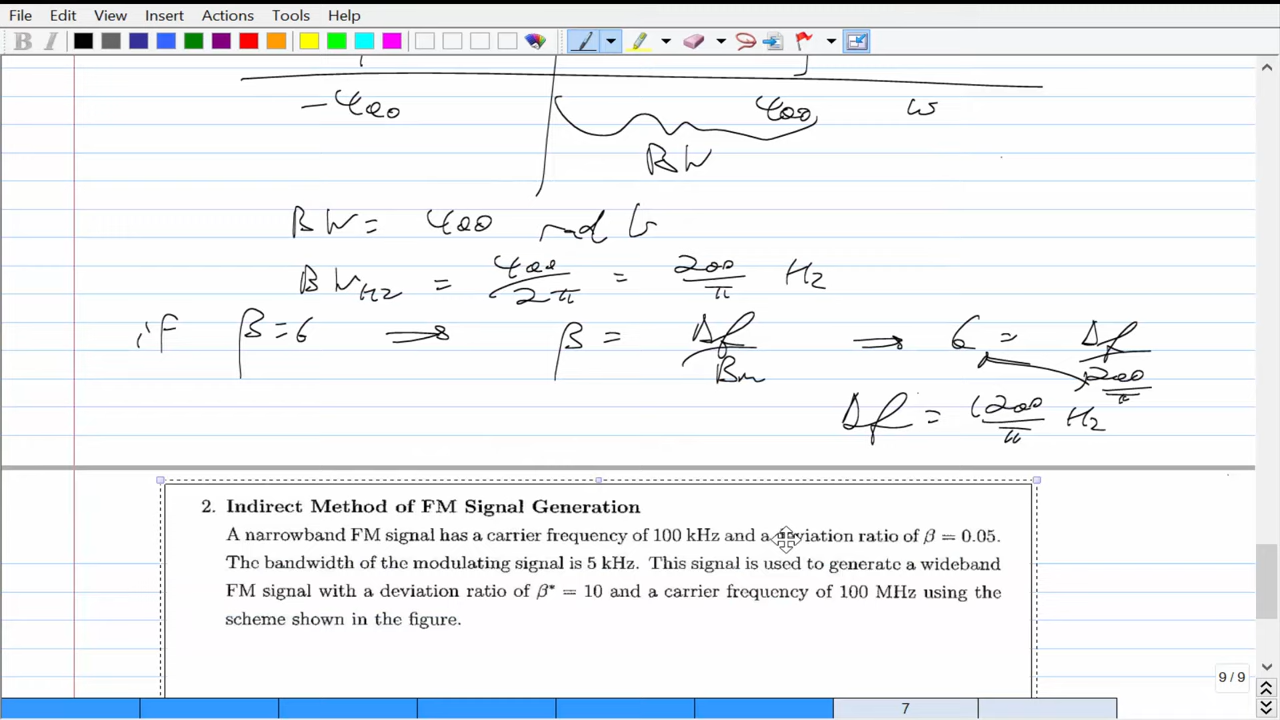 File Edit View Insert Actions Tools Help
B I
-400 400 ω
BW
BW = 400 rad/s
BW_Hz = 400/2π = 200/π Hz
if β = 6 ⇒ β = Δf/Bm ⇒ 6 = Δf/(200/π)
Δf = 1200/π Hz
2. Indirect Method of FM Signal Generation
A narrowband FM signal has a carrier frequency of 100 kHz and a deviation ratio of β = 0.05.
The bandwidth of the modulating signal is 5 kHz. This signal is used to generate a wideband
FM signal with a deviation ratio of β* = 10 and a carrier frequency of 100 MHz using the
scheme shown in the figure.
9 / 9
7